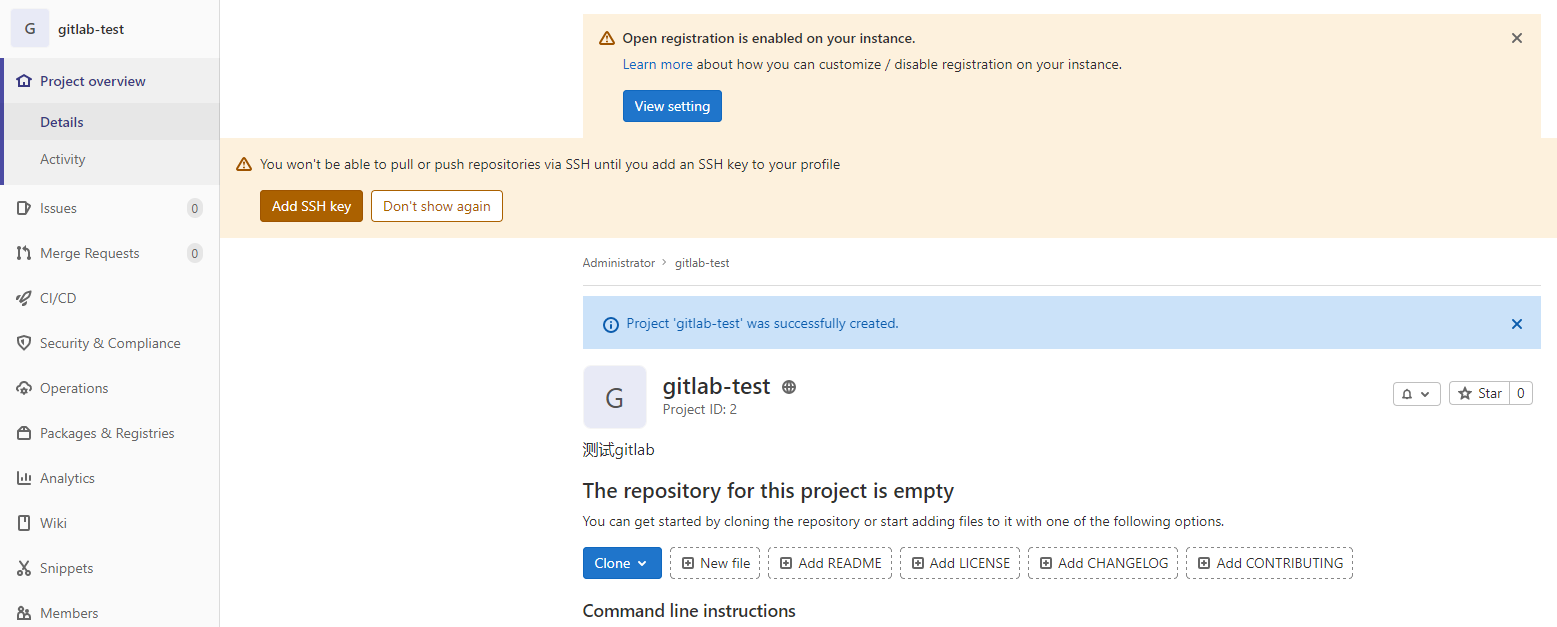 G gitlab-test
Project overview
Details
Activity
Issues 0
Merge Requests 0
CI/CD
Security & Compliance
Operations
Packages & Registries
Analytics
Wiki
Snippets
Members
Open registration is enabled on your instance.
Learn more about how you can customize / disable registration on your instance.
View setting
You won't be able to pull or push repositories via SSH until you add an SSH key to your profile
Add SSH key Don't show again
Administrator > gitlab-test
Project 'gitlab-test' was successfully created.
G
gitlab-test
Project ID: 2
Star 0
测试gitlab
The repository for this project is empty
You can get started by cloning the repository or start adding files to it with one of the following options.
Clone New file Add README Add LICENSE Add CHANGELOG Add CONTRIBUTING
Command line instructions